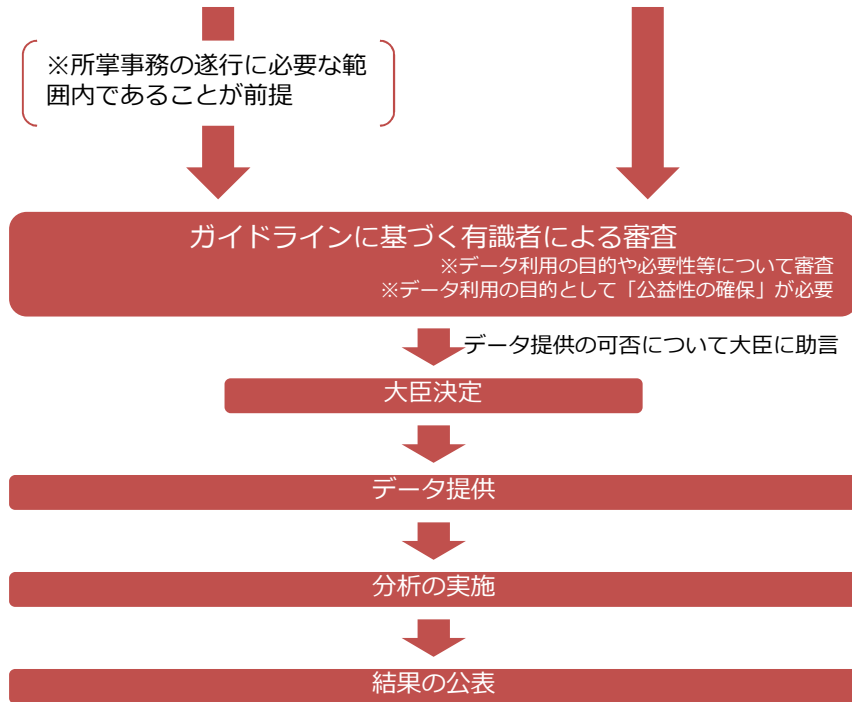 ※所掌事務の遂行に必要な範
囲内であることが前提
ガイドラインに基づく有識者による審査
※データ利用の目的や必要性等について審査
※データ利用の目的として「公益性の確保」が必要
データ提供の可否について大臣に助言
大臣決定
データ提供
分析の実施
結果の公表